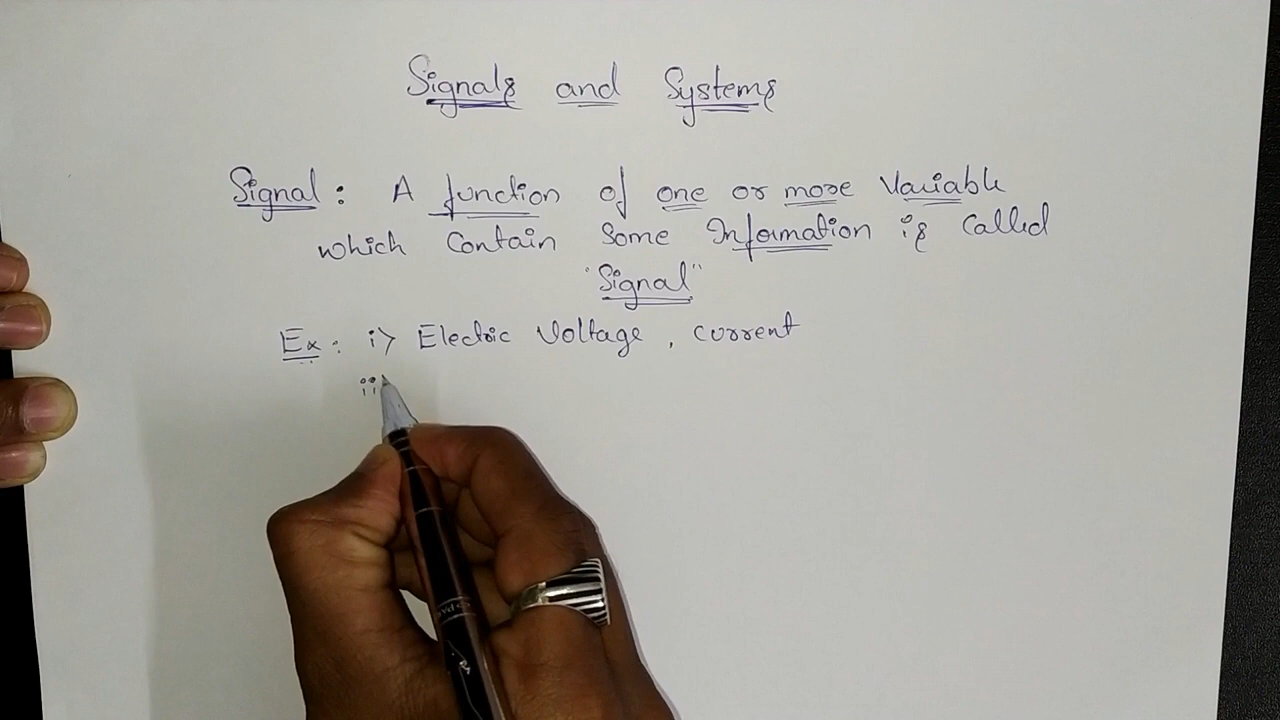 Signals and Systems
Signal: A function of one or more Variable
which Contain Some Information is Called
"Signal"
Ex: i> Electric Voltage, Current
ii